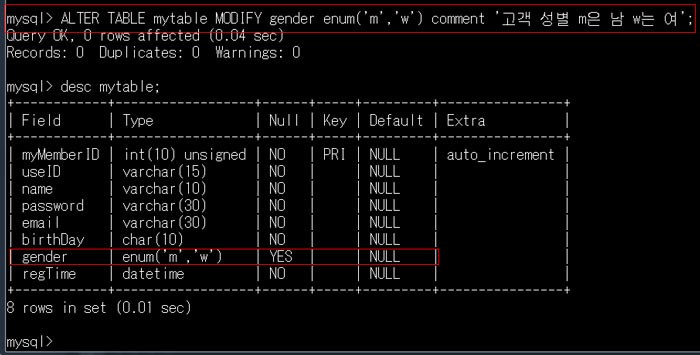 mysql> ALTER TABLE mytable MODIFY gender enum('m','w') comment '고객 성별 m은 남 w는 여';
Query OK, 0 rows affected (0.04 sec)
Records: 0  Duplicates: 0  Warnings: 0
mysql> desc mytable;
+------------+------------------+------+-----+---------+----------------+
| Field      | Type             | Null | Key | Default | Extra          |
+------------+------------------+------+-----+---------+----------------+
| myMemberID | int(10) unsigned | NO   | PRI | NULL    | auto_increment |
| useID      | varchar(15)      | NO   |     | NULL    |                |
| name       | varchar(10)      | NO   |     | NULL    |                |
| password   | varchar(30)      | NO   |     | NULL    |                |
| email      | varchar(30)      | NO   |     | NULL    |                |
| birthDay   | char(10)         | NO   |     | NULL    |                |
| gender     | enum('m','w')    | YES  |     | NULL    |                |
| regTime    | datetime         | NO   |     | NULL    |                |
+------------+------------------+------+-----+---------+----------------+
8 rows in set (0.01 sec)
mysql>